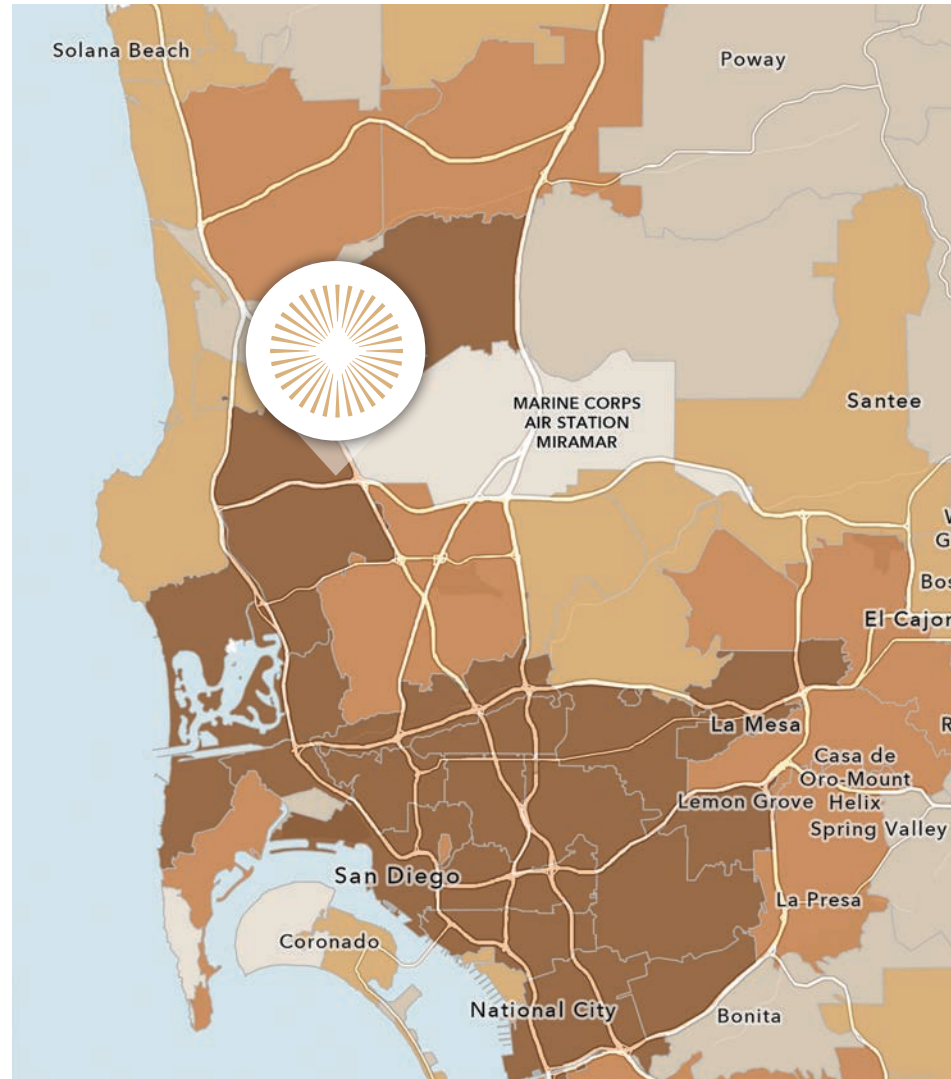 Solana Beach
Poway
MARINE CORPS
AIR STATION
MIRAMAR
Santee
El Cajon
La Mesa
Casa de
Oro-Mount
Helix
Lemon Grove
Spring Valley
San Diego
La Presa
Coronado
National City
Bonita